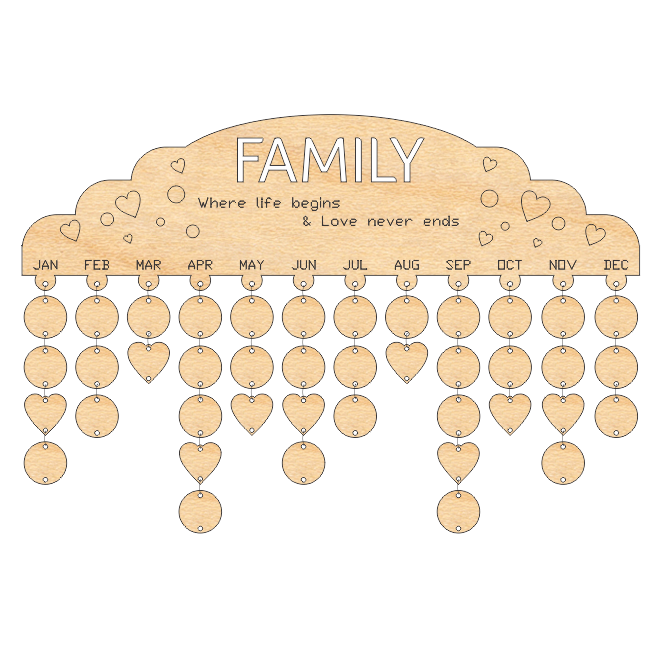 FAMILY
Where life begins
& Love never ends
JAN FEB MAR APR MAY JUN JUL AUG SEP OCT NOV DEC